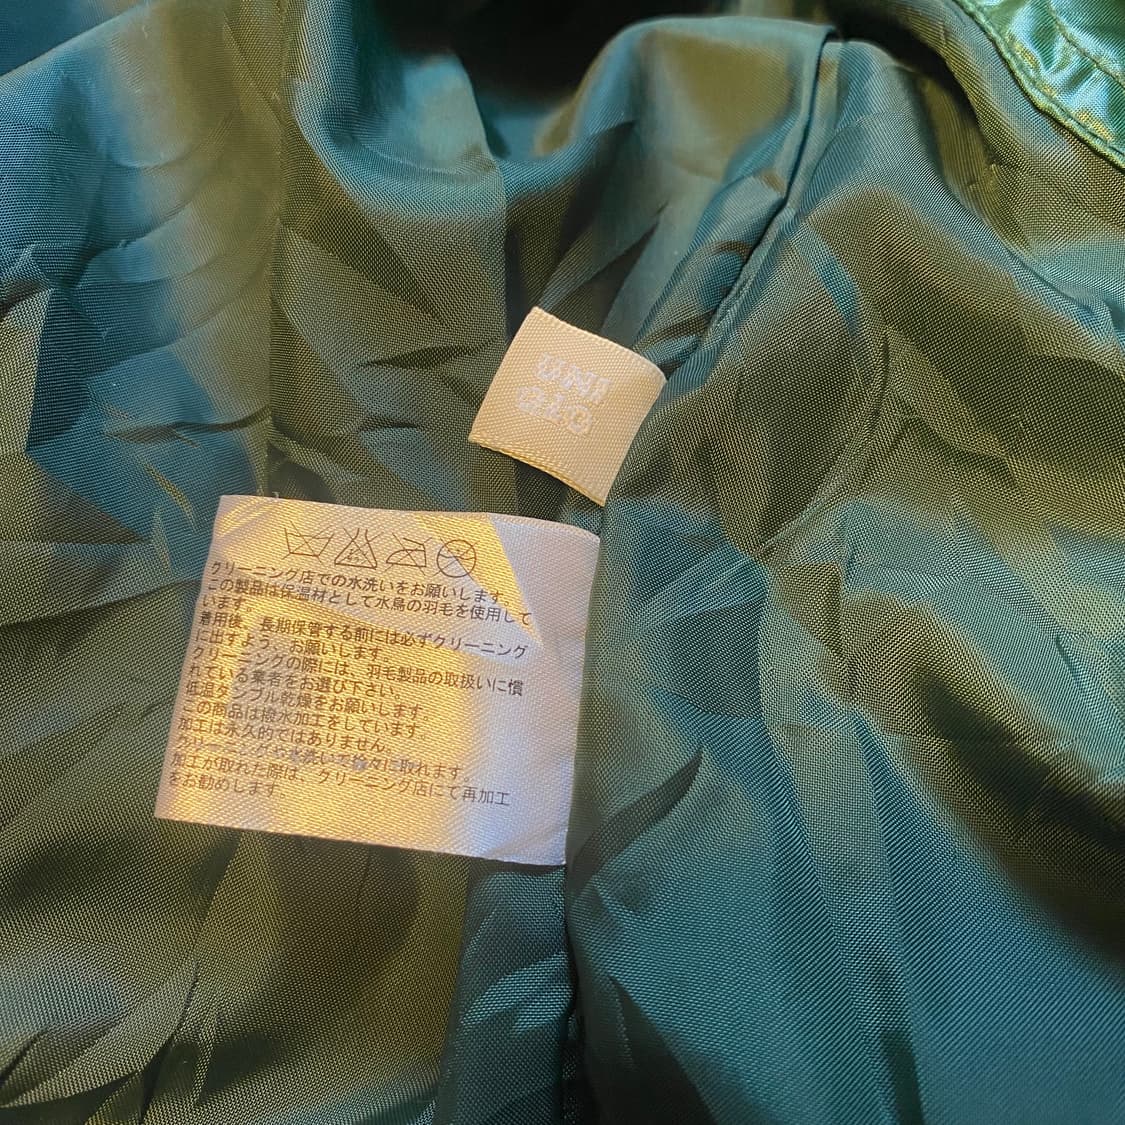 UNI
QLO
クリーニング店での水洗いをお願いします。
この製品は保温材として水鳥の羽毛を使用して
います。
着用後、長期保管する前には必ずクリーニング
に出すよう、お願いします。
クリーニングの際には、羽毛製品の取扱いに慣
れている業者をお選び下さい。
低温タンブル乾燥をお願いします。
この商品は撥水加工をしています。
加工は永久的ではありません。
クリーニングや水洗いで徐々に取れます。
加工が取れた際は、クリーニング店にて再加工
をお勧めします。